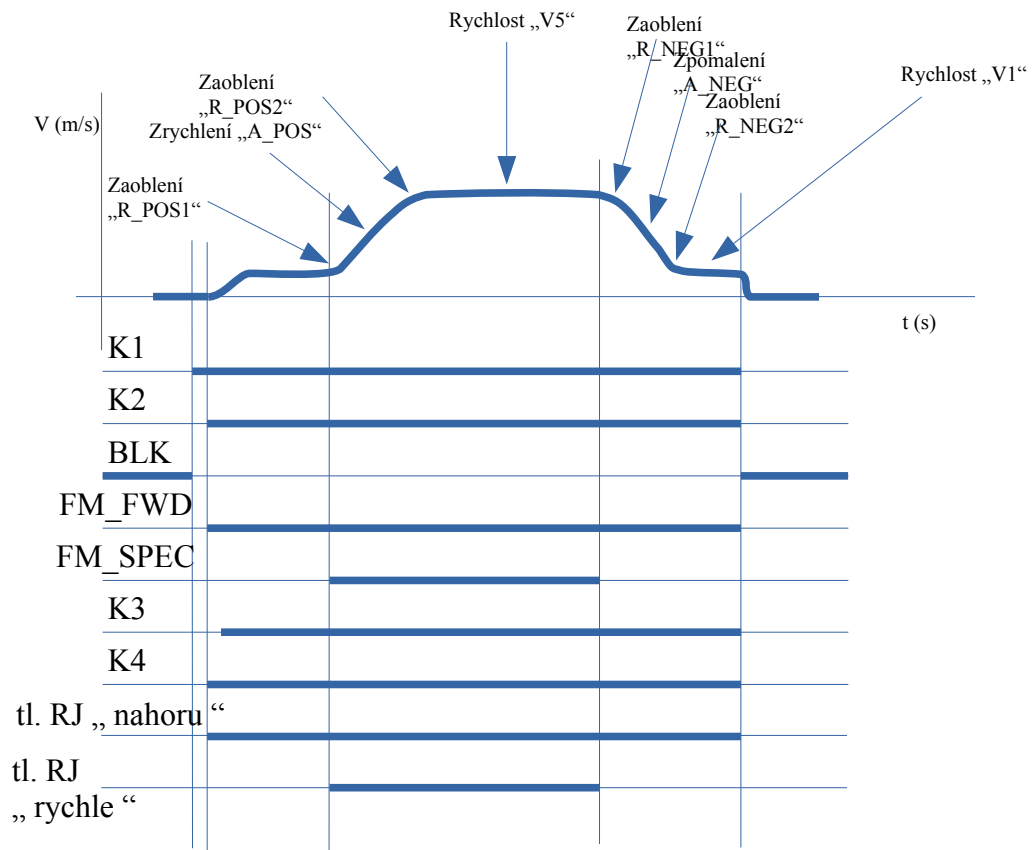 Rychlost „V5“
Zaoblení
„R_NEG1“
Zpomalení
„A_NEG“
Zaoblení
„R_NEG2“
Rychlost „V1“
V (m/s)
Zaoblení
„R_POS2“
Zrychlení „A_POS“
Zaoblení
„R_POS1“
t (s)
K1
K2
BLK
FM_FWD
FM_SPEC
K3
K4
tl. RJ „ nahoru “
tl. RJ
„ rychle “